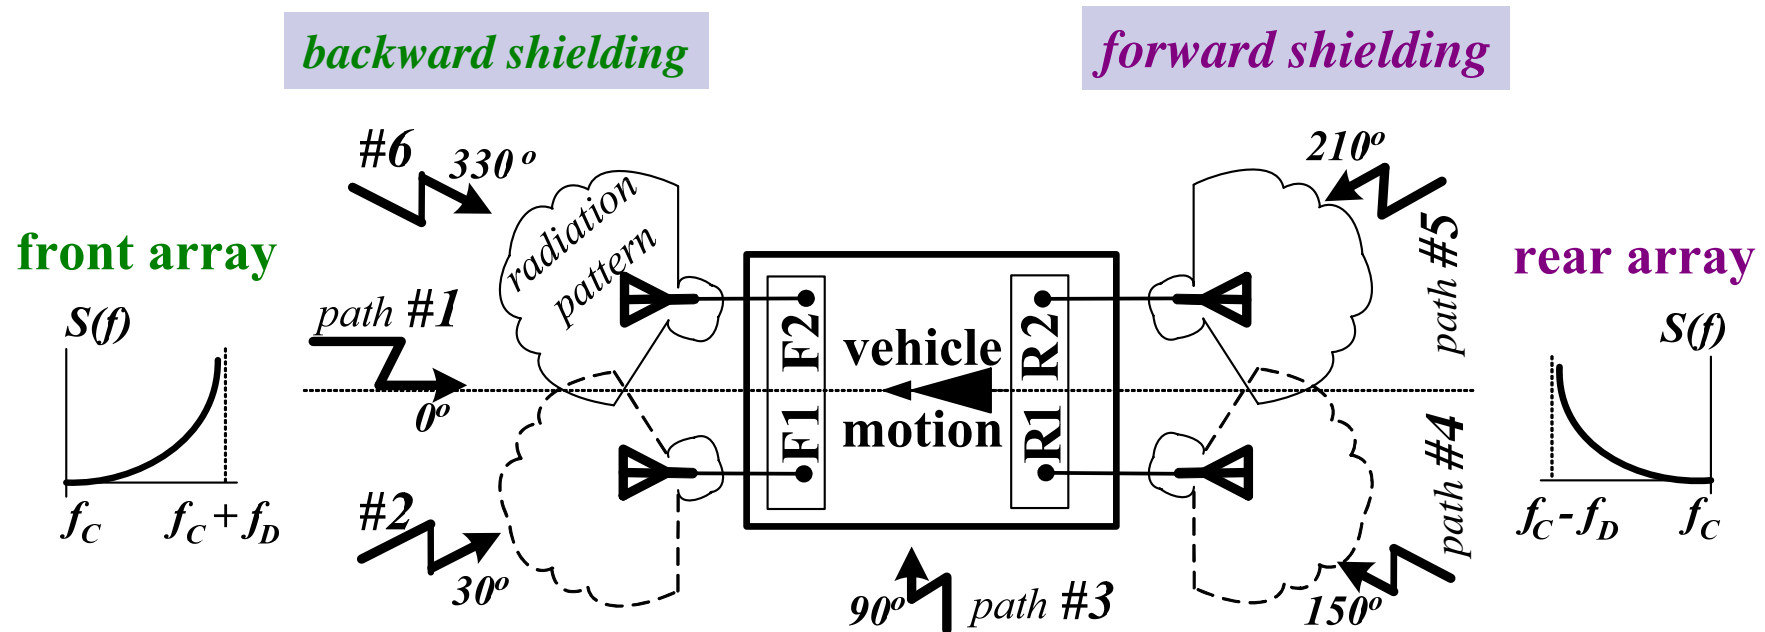 backward shielding
forward shielding
#6
330º
210º
radiation
pattern
front array
path #5
rear array
S(f)
path #1
0º
F2
F1
vehicle
motion
R2
R1
S(f)
fC
fC + fD
#2
30º
90º
path #3
150º
path #4
fC - fD
fC